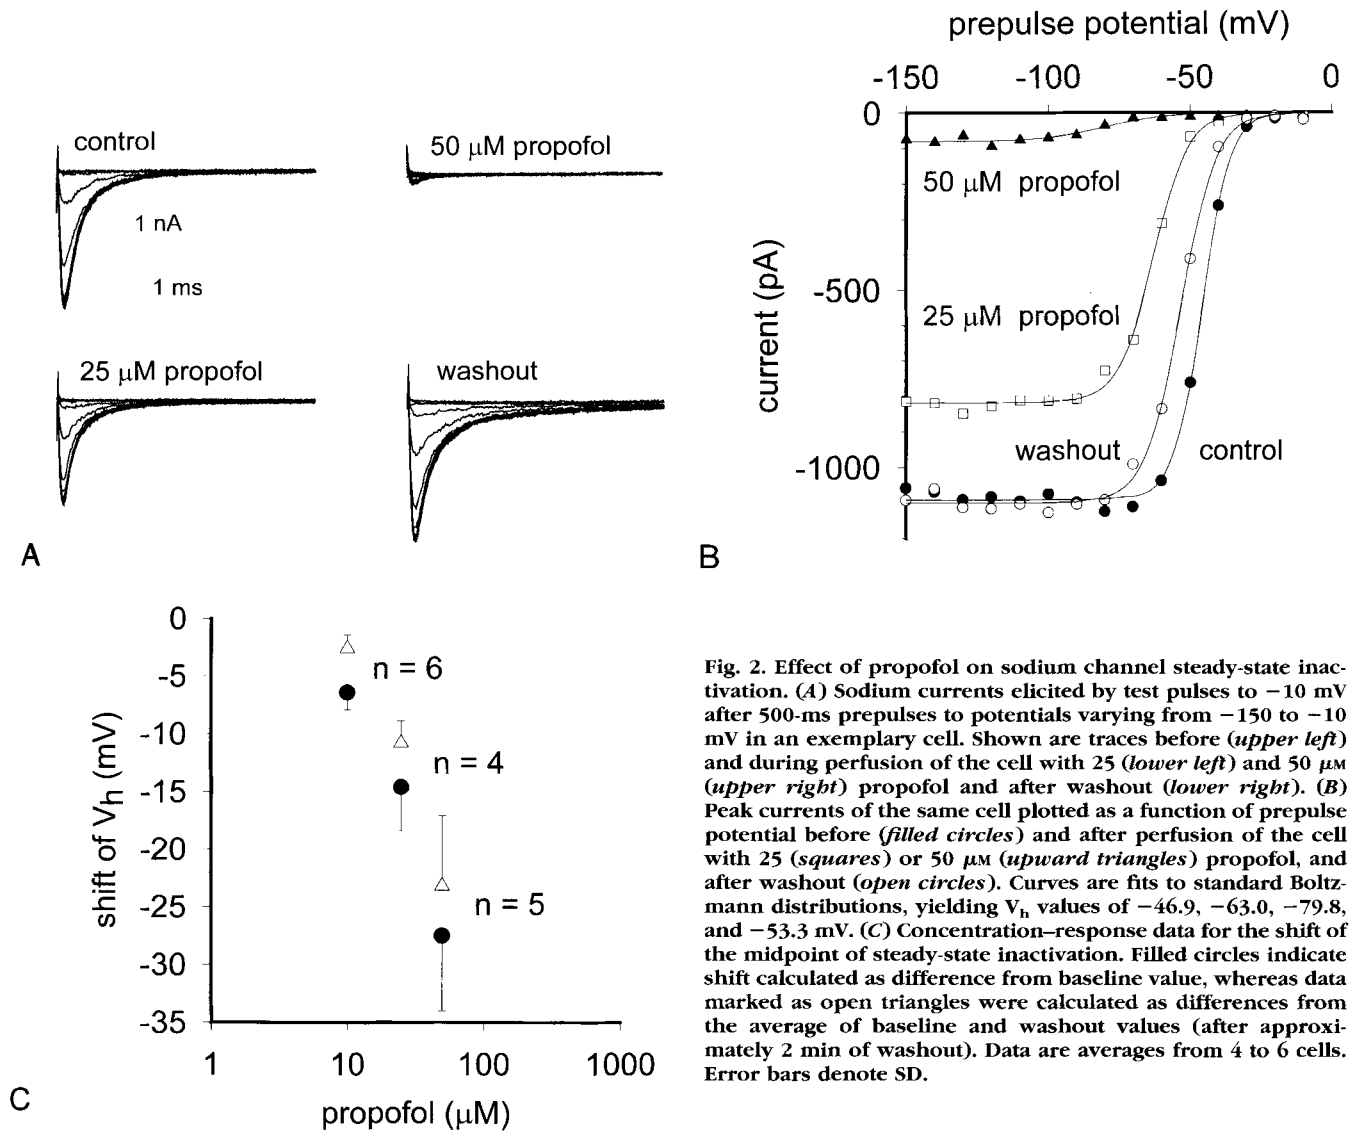 control
1 nA
1 ms
50 μM propofol
25 μM propofol
washout
A
prepulse potential (mV)
-150 -100 -50 0
0
-500
-1000
current (pA)
50 μM propofol
25 μM propofol
washout
control
B
0
-5
-10
-15
-20
-25
-30
-35
shift of Vh (mV)
n = 6
n = 4
n = 5
1 10 100 1000
propofol (μM)
C
Fig. 2. Effect of propofol on sodium channel steady-state inac-
tivation. (A) Sodium currents elicited by test pulses to −10 mV
after 500-ms prepulses to potentials varying from −150 to −10
mV in an exemplary cell. Shown are traces before (upper left)
and during perfusion of the cell with 25 (lower left) and 50 μM
(upper right) propofol and after washout (lower right). (B)
Peak currents of the same cell plotted as a function of prepulse
potential before (filled circles) and after perfusion of the cell
with 25 (squares) or 50 μM (upward triangles) propofol, and
after washout (open circles). Curves are fits to standard Boltz-
mann distributions, yielding Vh values of −46.9, −63.0, −79.8,
and −53.3 mV. (C) Concentration–response data for the shift of
the midpoint of steady-state inactivation. Filled circles indicate
shift calculated as difference from baseline value, whereas data
marked as open triangles were calculated as differences from
the average of baseline and washout values (after approxi-
mately 2 min of washout). Data are averages from 4 to 6 cells.
Error bars denote SD.